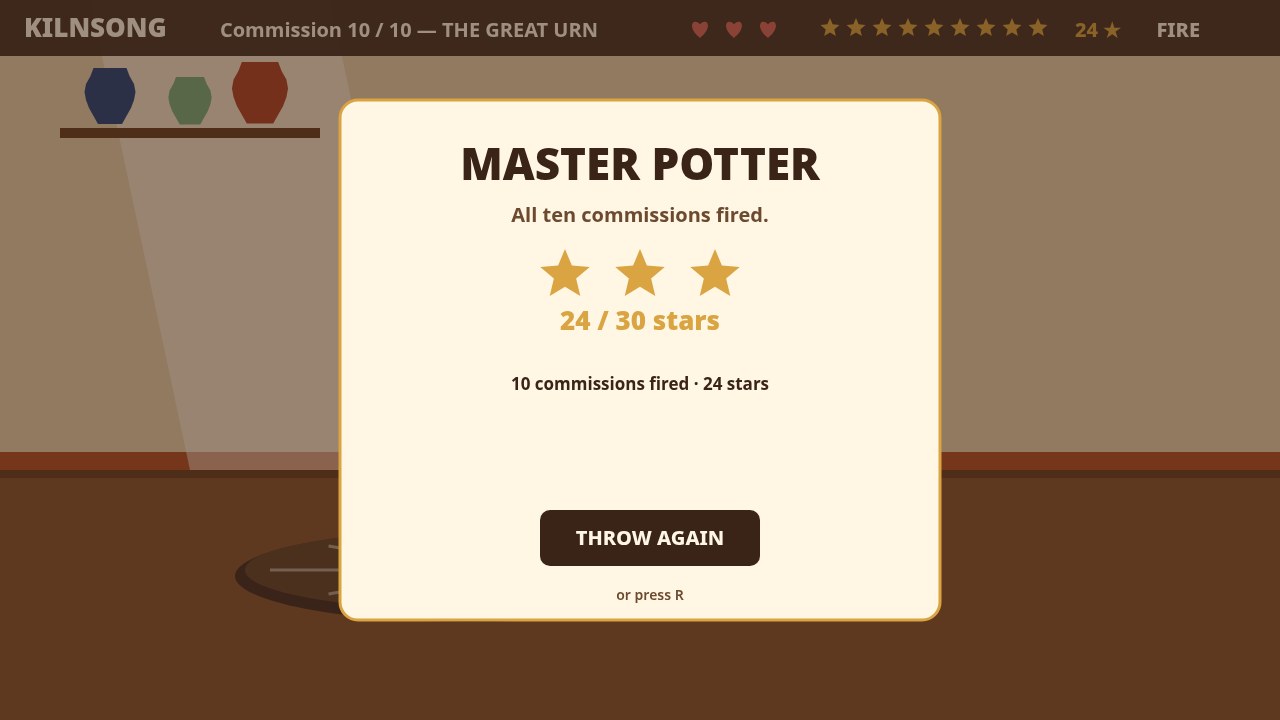 KILNSONG
Commission 10 / 10 — THE GREAT URN
24 ★
FIRE
MASTER POTTER
All ten commissions fired.
24 / 30 stars
10 commissions fired · 24 stars
THROW AGAIN
or press R